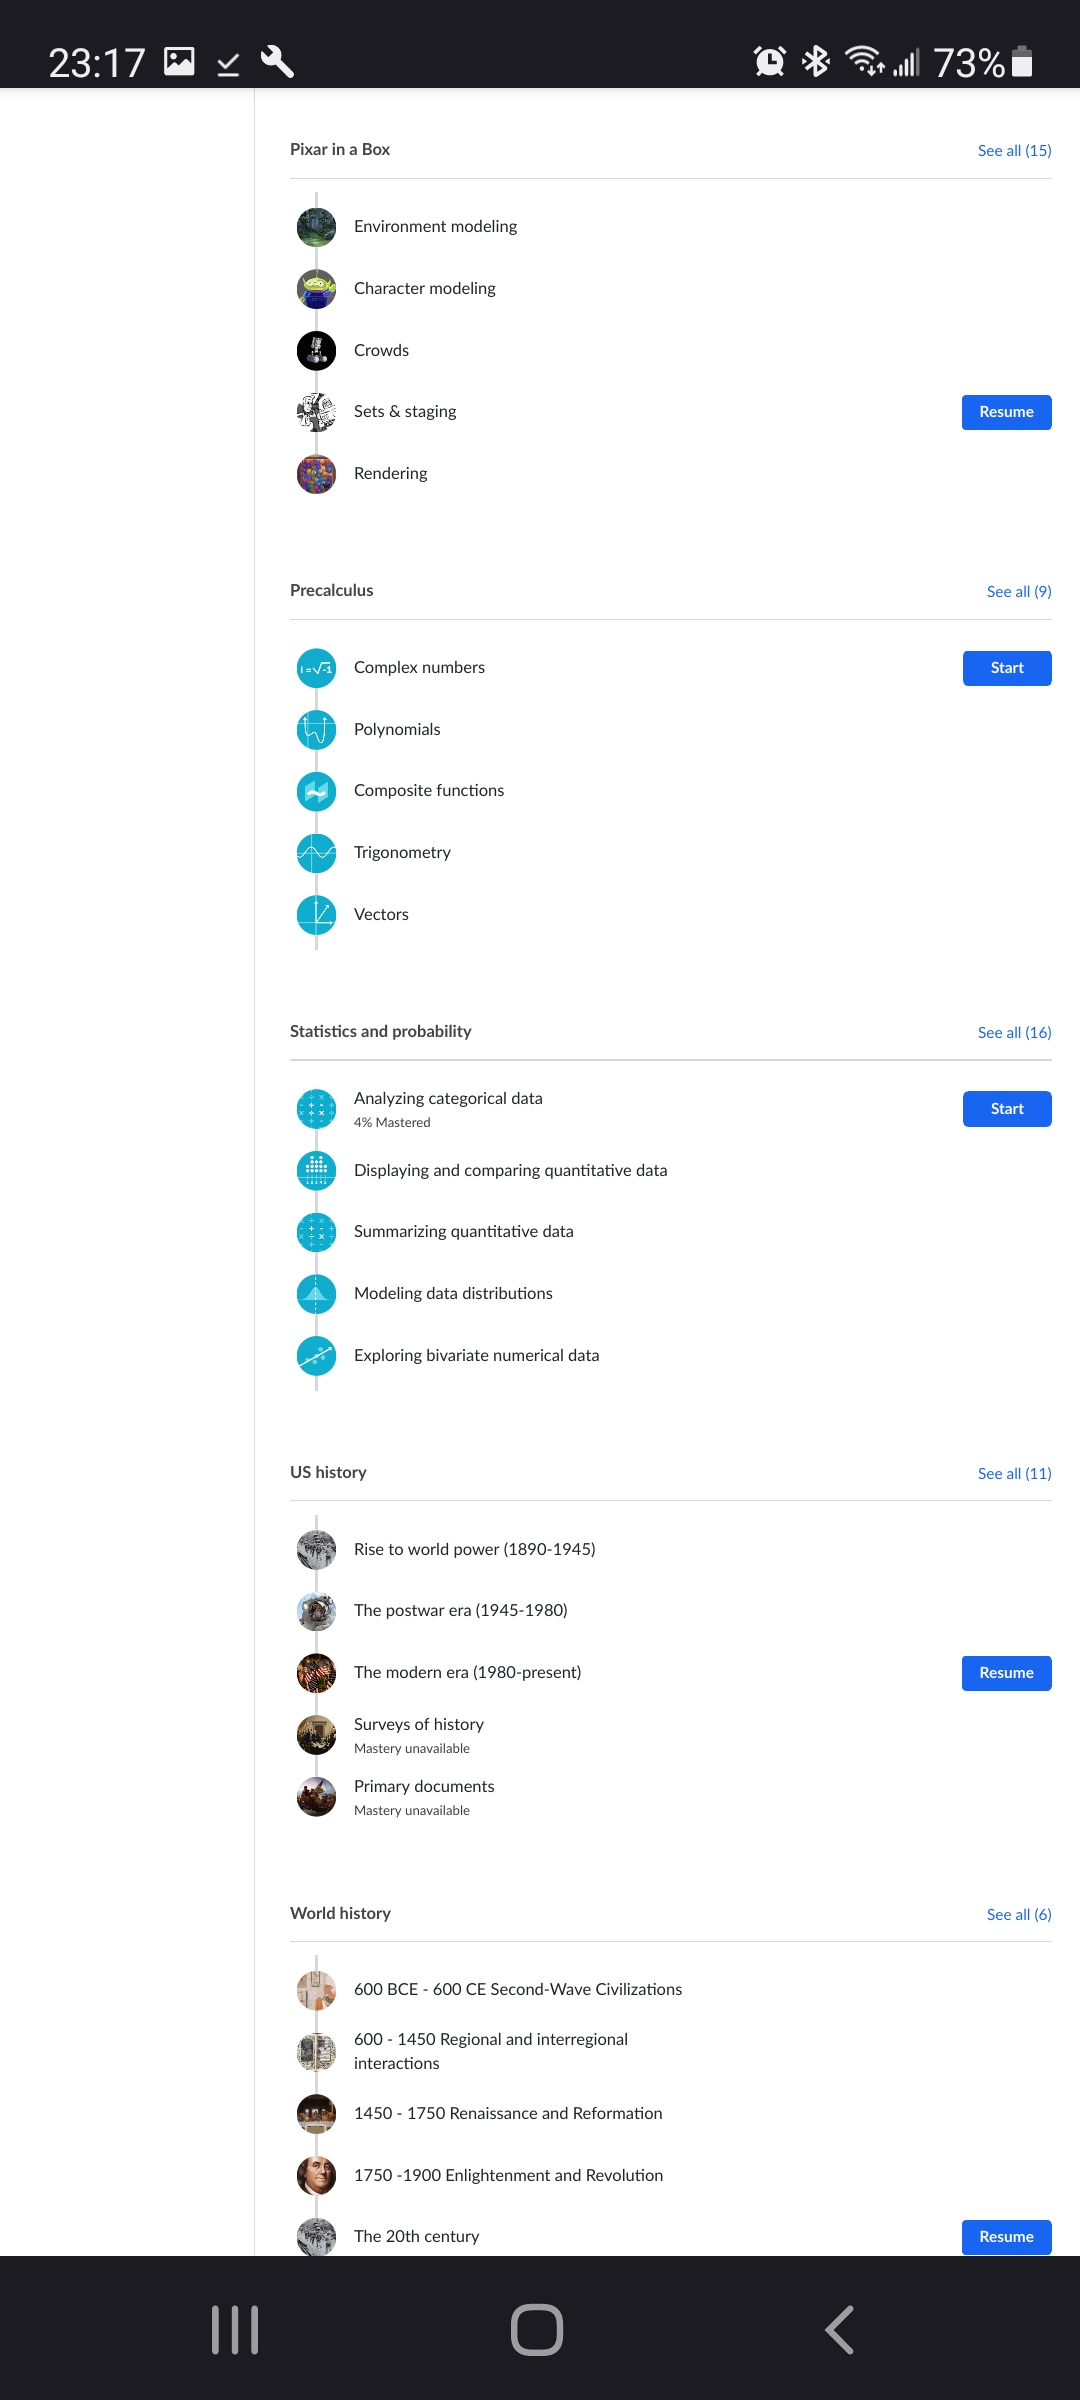 23:17
73%
Pixar in a Box
See all (15)
Environment modeling
Character modeling
Crowds
Sets & staging
Resume
Rendering
Precalculus
See all (9)
i=√-1
Complex numbers
Start
Polynomials
Composite functions
Trigonometry
Vectors
Statistics and probability
See all (16)
Analyzing categorical data
4% Mastered
Start
Displaying and comparing quantitative data
Summarizing quantitative data
Modeling data distributions
Exploring bivariate numerical data
US history
See all (11)
Rise to world power (1890-1945)
The postwar era (1945-1980)
The modern era (1980-present)
Resume
Surveys of history
Mastery unavailable
Primary documents
Mastery unavailable
World history
See all (6)
600 BCE - 600 CE Second-Wave Civilizations
600 - 1450 Regional and interregional
interactions
1450 - 1750 Renaissance and Reformation
1750 -1900 Enlightenment and Revolution
The 20th century
Resume